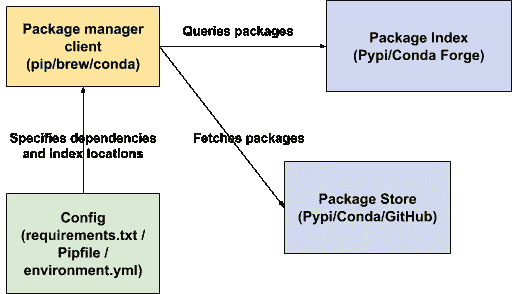 Package manager
client
(pip/brew/conda)
Queries packages
Package Index
(Pypi/Conda Forge)
Specifies dependencies
and Index locations
Fetches packages
Config
(requirements.txt /
Pipfile /
environment.yml)
Package Store
(Pypi/Conda/GitHub)